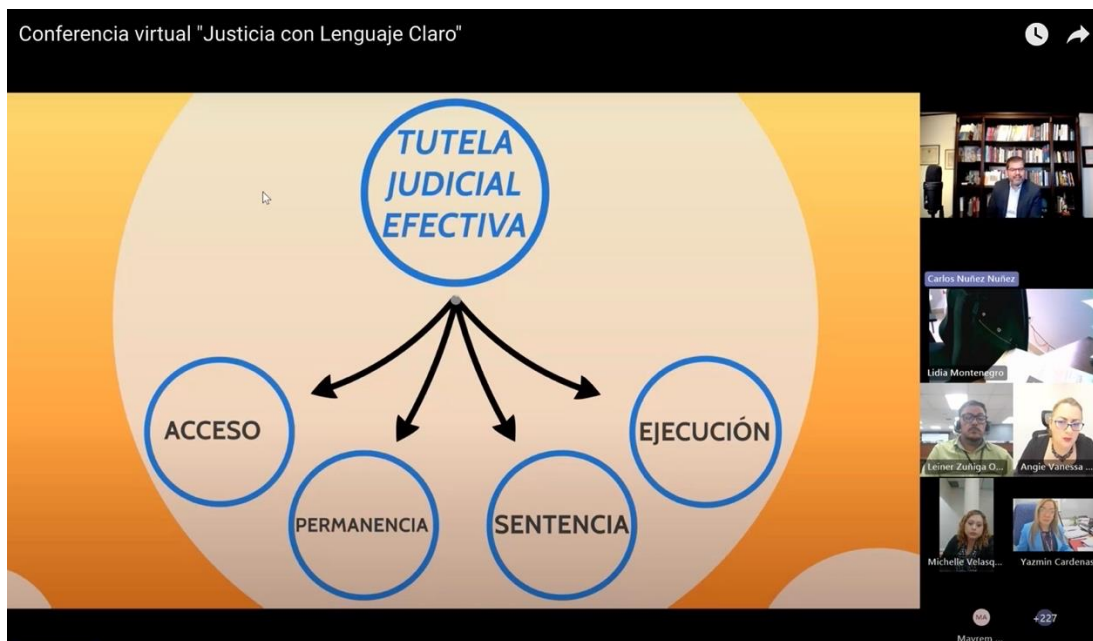 Conferencia virtual "Justicia con Lenguaje Claro"
TUTELA
JUDICIAL
EFECTIVA
ACCESO
PERMANENCIA
SENTENCIA
EJECUCIÓN
Carlos Nuñez Nuñez
Lidia Montenegro
Leiner Zuñiga O...
Angie Vanessa ...
Michelle Velasq...
Yazmin Cardenas
MA
+227
Mayrem ...